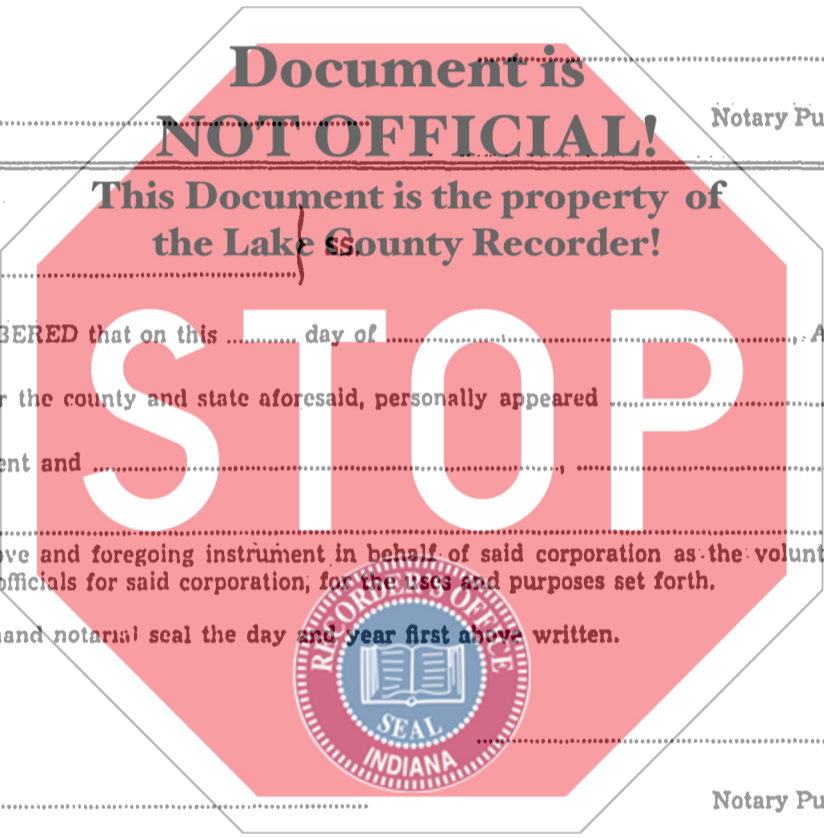 Document is
Notary Pu
NOT OFFICIAL!
This Document is the property of
the Lake County Recorder!
ss.
BERED that on this .......... day of .........., A
STOP
r the county and state aforesaid, personally appeared ..........
ent and .........., ..........
ove and foregoing instrument in behalf of said corporation as the volunt
officials for said corporation, for the uses and purposes set forth.
hand notarial seal the day and year first above written.
RECORDER'S OFFICE
SEAL
INDIANA
Notary Pu